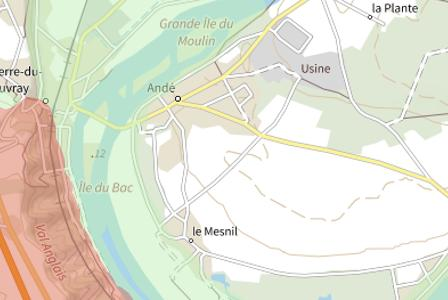 la Plante
Grande Île du
Moulin
Usine
erre-du-
uvray
Andé
.12
Île du Bac
le Mesnil
Val Anglais